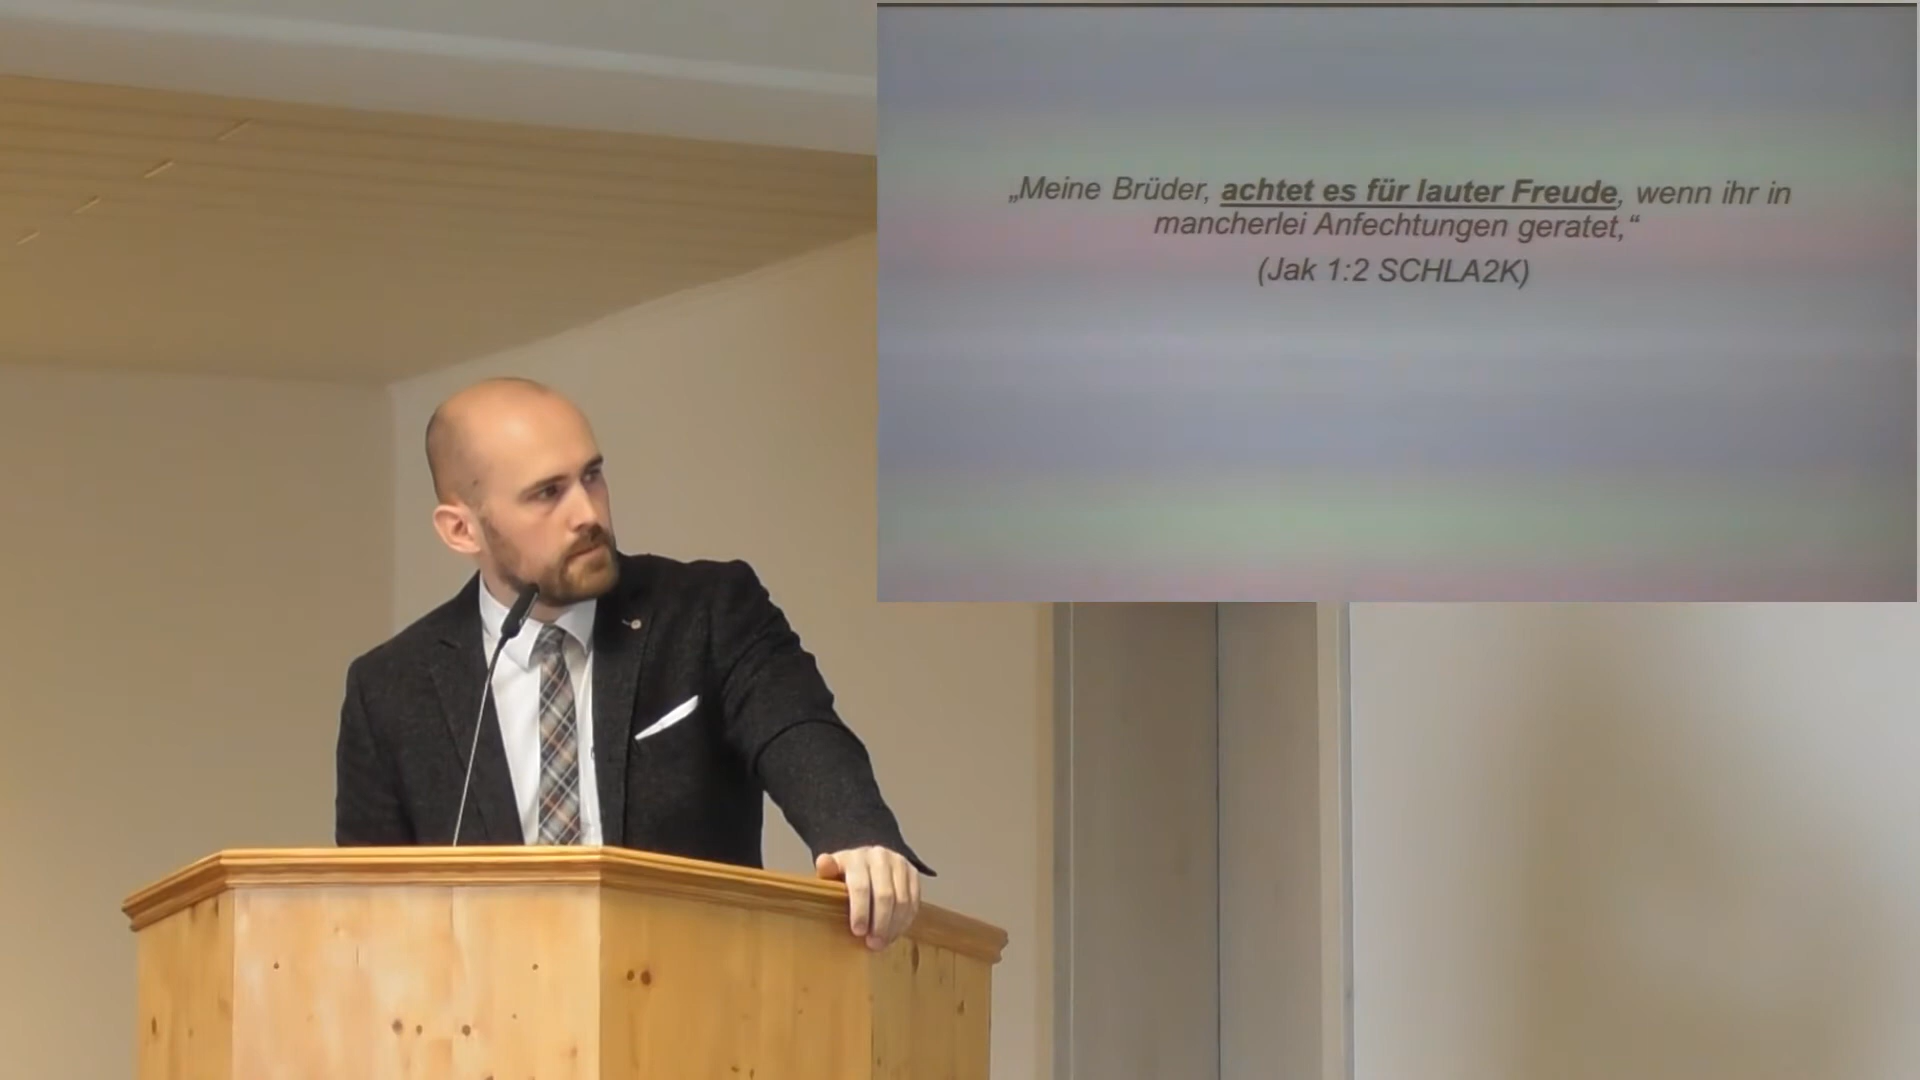 „Meine Brüder, achtet es für lauter Freude, wenn ihr in
mancherlei Anfechtungen geratet,“
(Jak 1:2 SCHLA2K)